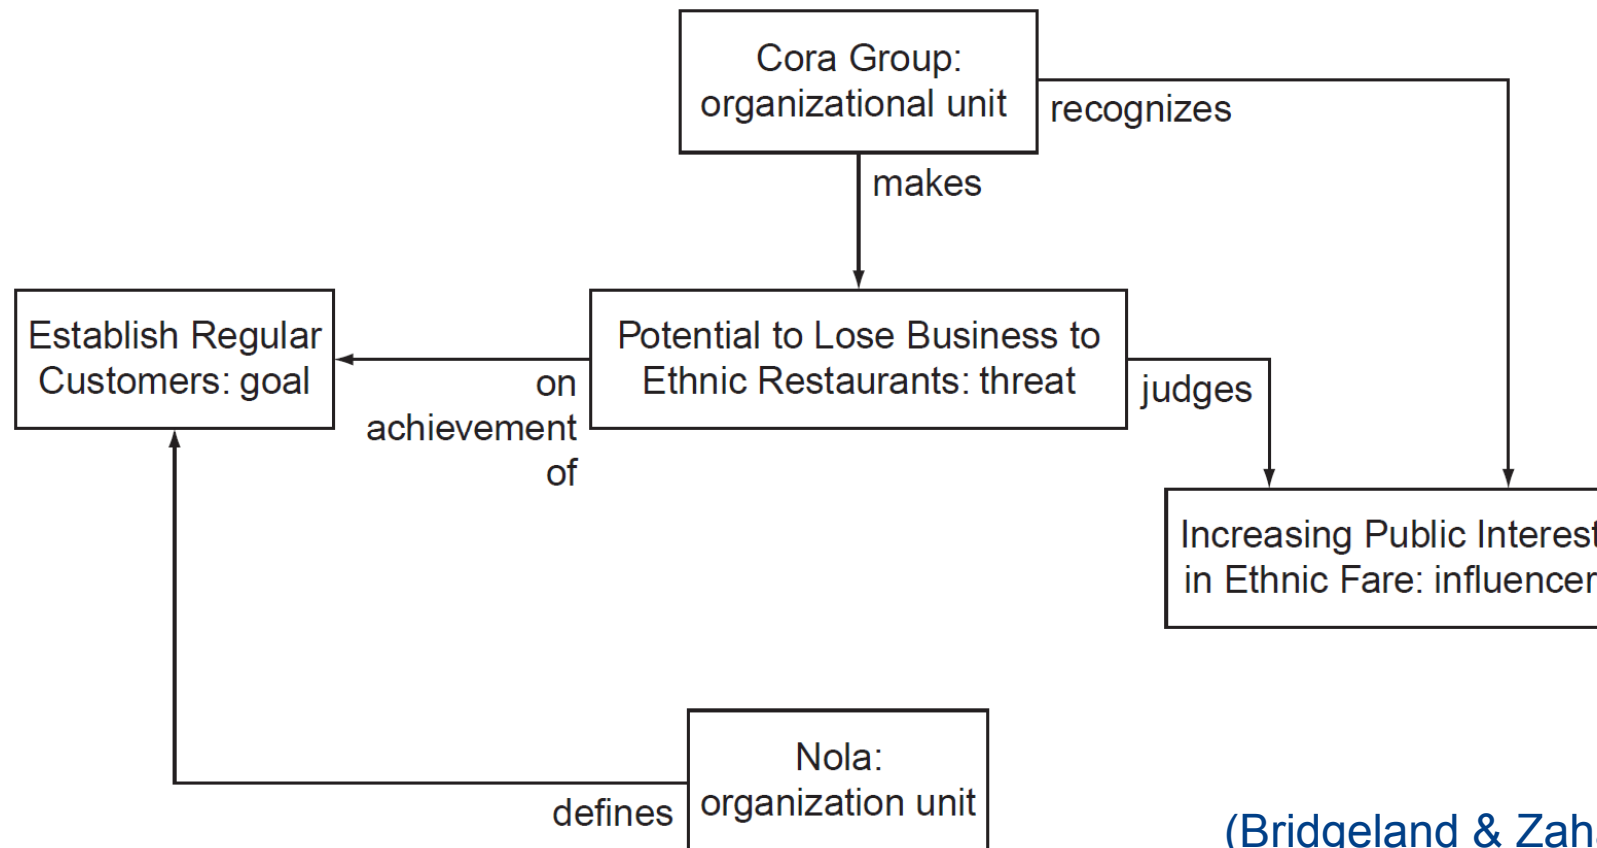 Cora Group:
organizational unit
recognizes
makes
Establish Regular
Customers: goal
on
achievement
of
Potential to Lose Business to
Ethnic Restaurants: threat
judges
Increasing Public Interest
in Ethnic Fare: influencer
Nola:
organization unit
defines
(Bridgeland & Zaha